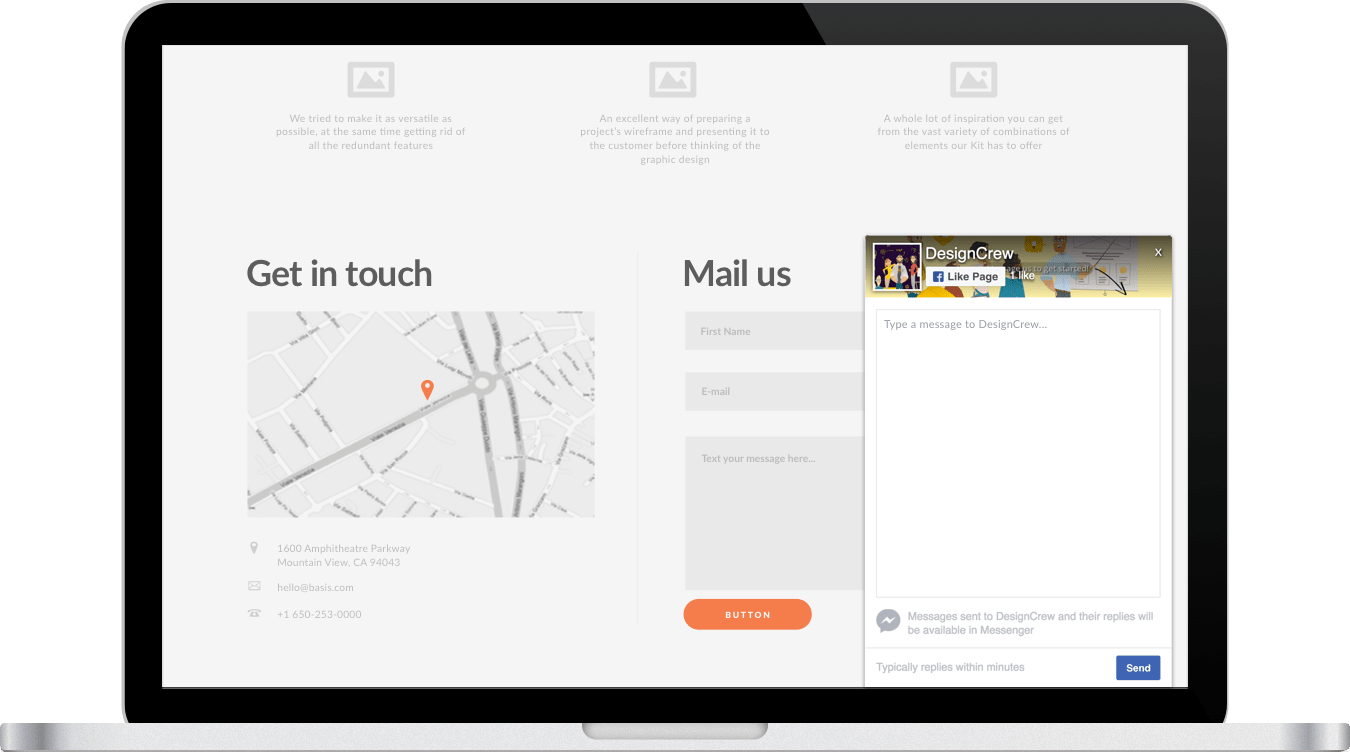 We tried to make it as versatile as
possible, at the same time getting rid of
all the redundant features
An excellent way of preparing a
project's wireframe and presenting it to
the customer before thinking of the
graphic design
A whole lot of inspiration you can get
from the vast variety of combinations of
elements our Kit has to offer
Get in touch
Viale Venezia
1600 Amphitheatre Parkway
Mountain View, CA 94043
hello@basis.com
+1 650-253-0000
Mail us
First Name
E-mail
Text your message here...
BUTTON
DesignCrew
X
us to get started!
Like Page
1 like
Type a message to DesignCrew...
Messages sent to DesignCrew and their replies will
be available in Messenger
Typically replies within minutes
Send